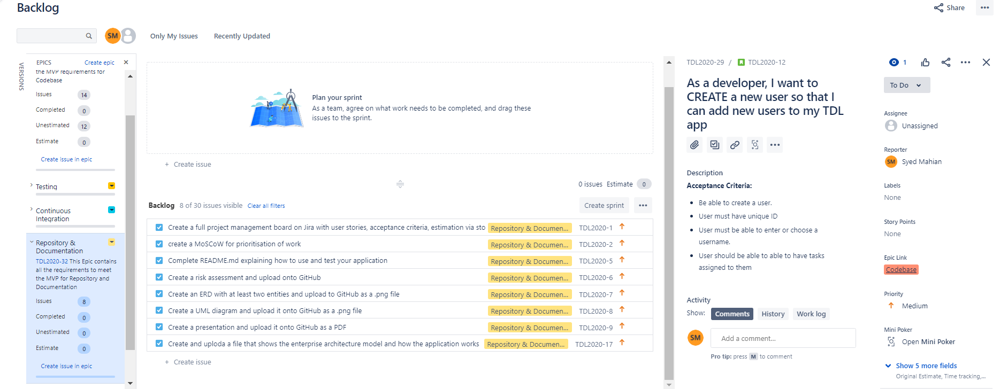 Backlog
Share
SM
Only My Issues
Recently Updated
VERSIONS
EPICS
Create epic
the MVP requirements for
Codebase
Issues 14
Completed 0
Unestimated 12
Estimate 0
Create issue in epic
Testing
Continuous
Integration
Repository &
Documentation
TDL2020-32 This Epic contains
all the requirements to meet
the MVP for Repository and
Documentation
Issues 8
Completed 0
Unestimated 0
Estimate 0
Create issue in epic
Plan your sprint
As a team, agree on what work needs to be completed, and drag these
issues to the sprint.
+ Create issue
0 issues Estimate 0
Backlog 8 of 30 issues visible Clear all filters
Create sprint
Create a full project management board on Jira with user stories, acceptance criteria, estimation via sto Repository & Documen... TDL2020-1
create a MoSCoW for prioritisation of work Repository & Documen... TDL2020-2
Complete README.md explaining how to use and test your application Repository & Documen... TDL2020-5
Create a risk assessment and upload onto GitHub Repository & Documen... TDL2020-6
Create an ERD with at least two entities and upload to GitHub as a .png file Repository & Documen... TDL2020-7
Create a UML diagram and upload it onto GitHub as a .png file Repository & Documen... TDL2020-8
Create a presentation and upload it onto GitHub as a PDF Repository & Documen... TDL2020-9
Create and uploda a file that shows the enterprise architecture model and how the application works Repository & Documen... TDL2020-17
+ Create issue
TDL2020-29 / TDL2020-12
As a developer, I want to
CREATE a new user so that I
can add new users to my TDL
app
Description
Acceptance Criteria:
• Be able to create a user.
• User must have unique ID
• User must be able to enter or choose a
username.
• User should be able to able to have tasks
assigned to them
Activity
Show: Comments History Work log
SM
Add a comment...
Pro tip: press M to comment
1
To Do
Assignee
Unassigned
Reporter
SM Syed Mahian
Labels
None
Story Points
None
Epic Link
Codebase
Priority
Medium
Mini Poker
Open Mini Poker
Show 5 more fields
Original Estimate, Time tracking,...